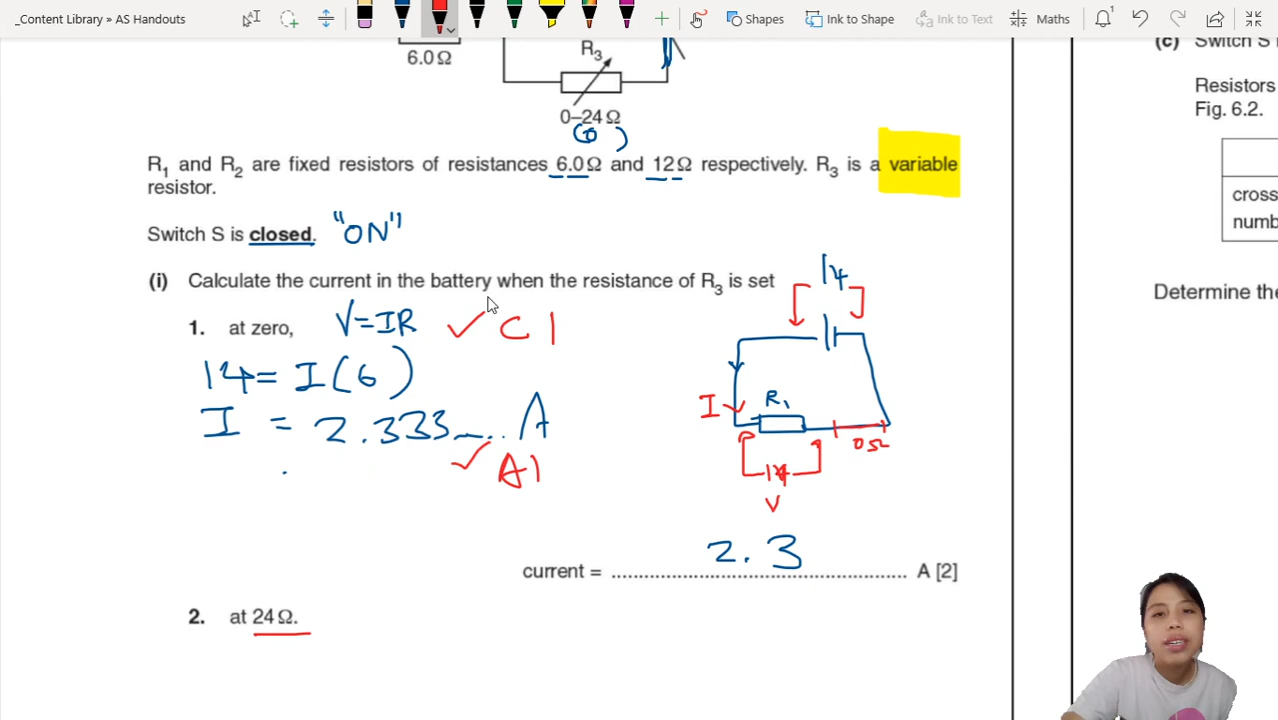 _Content Library » AS Handouts
Shapes
Ink to Shape
Ink to Text
Maths
6.0 Ω
R3
0–24 Ω
(0 )
R1 and R2 are fixed resistors of resistances 6.0 Ω and 12 Ω respectively. R3 is a variable
resistor.
Switch S is closed. "ON"
(i) Calculate the current in the battery when the resistance of R3 is set
14
1. at zero, V=IR ✓ C1
14 = I(6)
I R1
I = 2.333.... A
0Ω
✓ A1
14
V
2.3
current = ........................................ A [2]
2. at 24 Ω.
(c) Switch S i
Resistors
Fig. 6.2.
cross
numb
Determine the